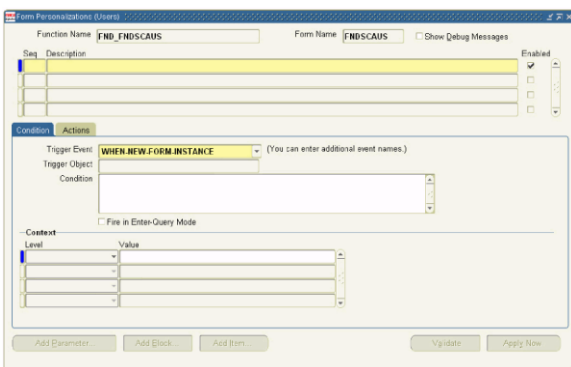 Form Personalizations (Users)
Function Name FND_FNDSCAUS Form Name FNDSCAUS Show Debug Messages
Seq Description Enabled
Condition Actions
Trigger Event WHEN-NEW-FORM-INSTANCE (You can enter additional event names.)
Trigger Object
Condition
Fire in Enter-Query Mode
Context
Level Value
Add Parameter... Add Block... Add Item... Validate Apply Now